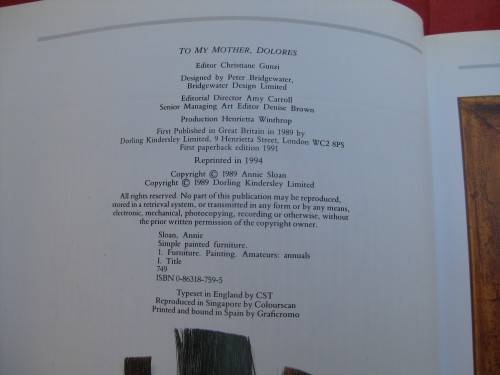 TO MY MOTHER, DOLORES
Editor Christiane Gunzi
Designed by Peter Bridgewater,
Bridgewater Design Limited
Editorial Director Amy Carroll
Senior Managing Art Editor Denise Brown
Production Henrietta Winthrop
First Published in Great Britain in 1989 by
Dorling Kindersley Limited, 9 Henrietta Street, London WC2 8PS
First paperback edition 1991
Reprinted in 1994
Copyright © 1989 Annie Sloan
Copyright © 1989 Dorling Kindersley Limited
All rights reserved. No part of this publication may be reproduced,
stored in a retrieval system, or transmitted in any form or by any means,
electronic, mechanical, photocopying, recording or otherwise, without
the prior written permission of the copyright owner.
Sloan, Annie
Simple painted furniture.
1. Furniture. Painting. Amateurs: annuals
I. Title
749
ISBN 0-86318-759-5
Typeset in England by CST
Reproduced in Singapore by Colourscan
Printed and bound in Spain by Graficromo